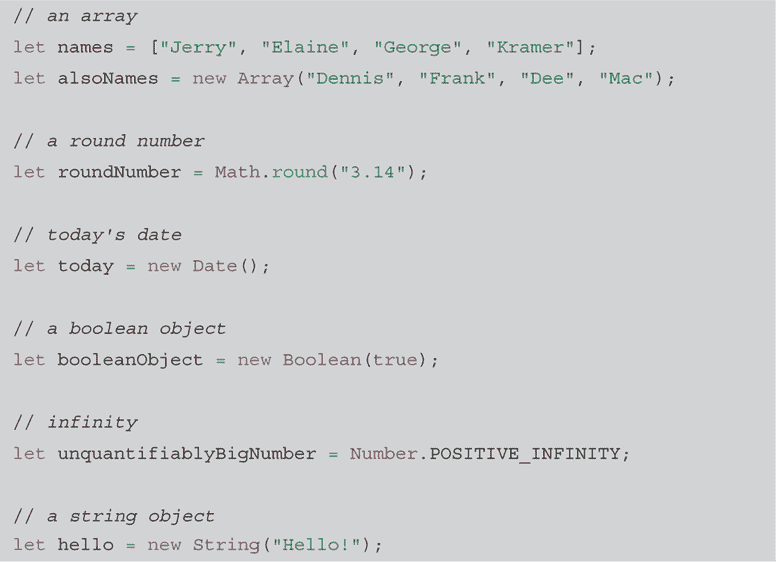 // an array
let names = ["Jerry", "Elaine", "George", "Kramer"];
let alsoNames = new Array("Dennis", "Frank", "Dee", "Mac");
// a round number
let roundNumber = Math.round("3.14");
// today's date
let today = new Date();
// a boolean object
let booleanObject = new Boolean(true);
// infinity
let unquantifiablyBigNumber = Number.POSITIVE_INFINITY;
// a string object
let hello = new String("Hello!");